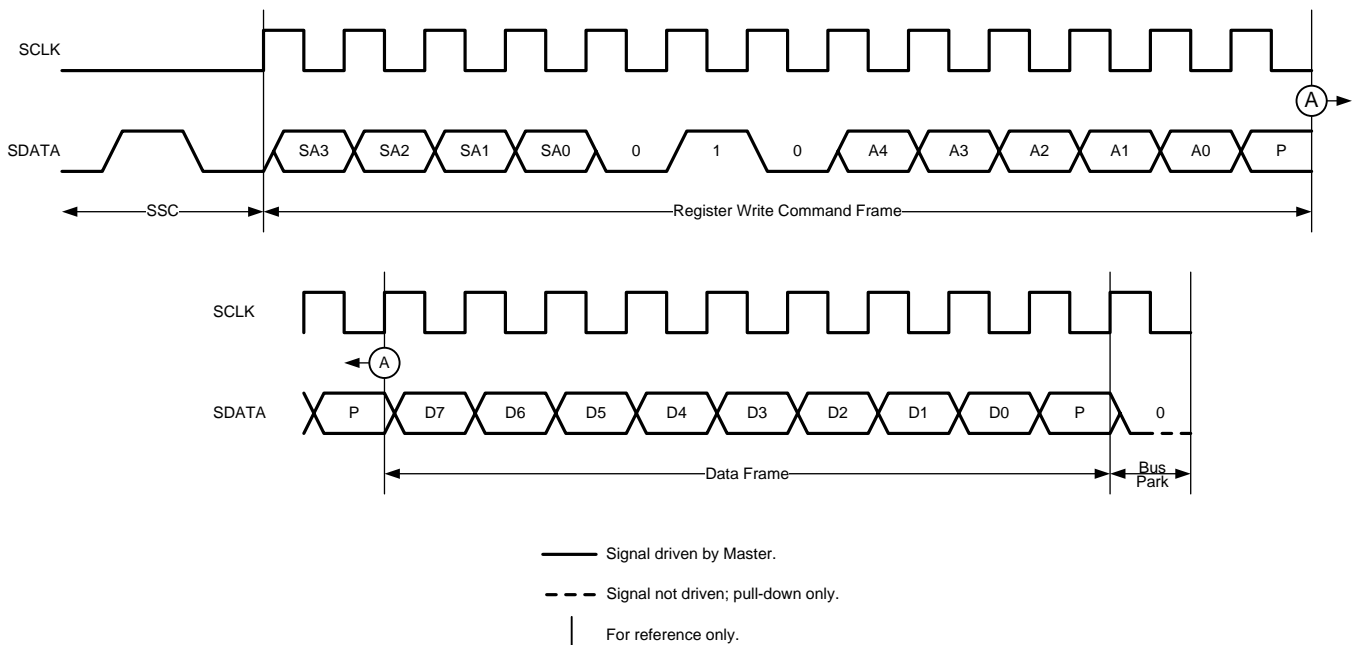 SCLK
A
SDATA SA3 SA2 SA1 SA0 0 1 0 A4 A3 A2 A1 A0 P
SSC Register Write Command Frame
SCLK
A
SDATA P D7 D6 D5 D4 D3 D2 D1 D0 P 0
Data Frame Bus
Park
Signal driven by Master.
Signal not driven; pull-down only.
For reference only.